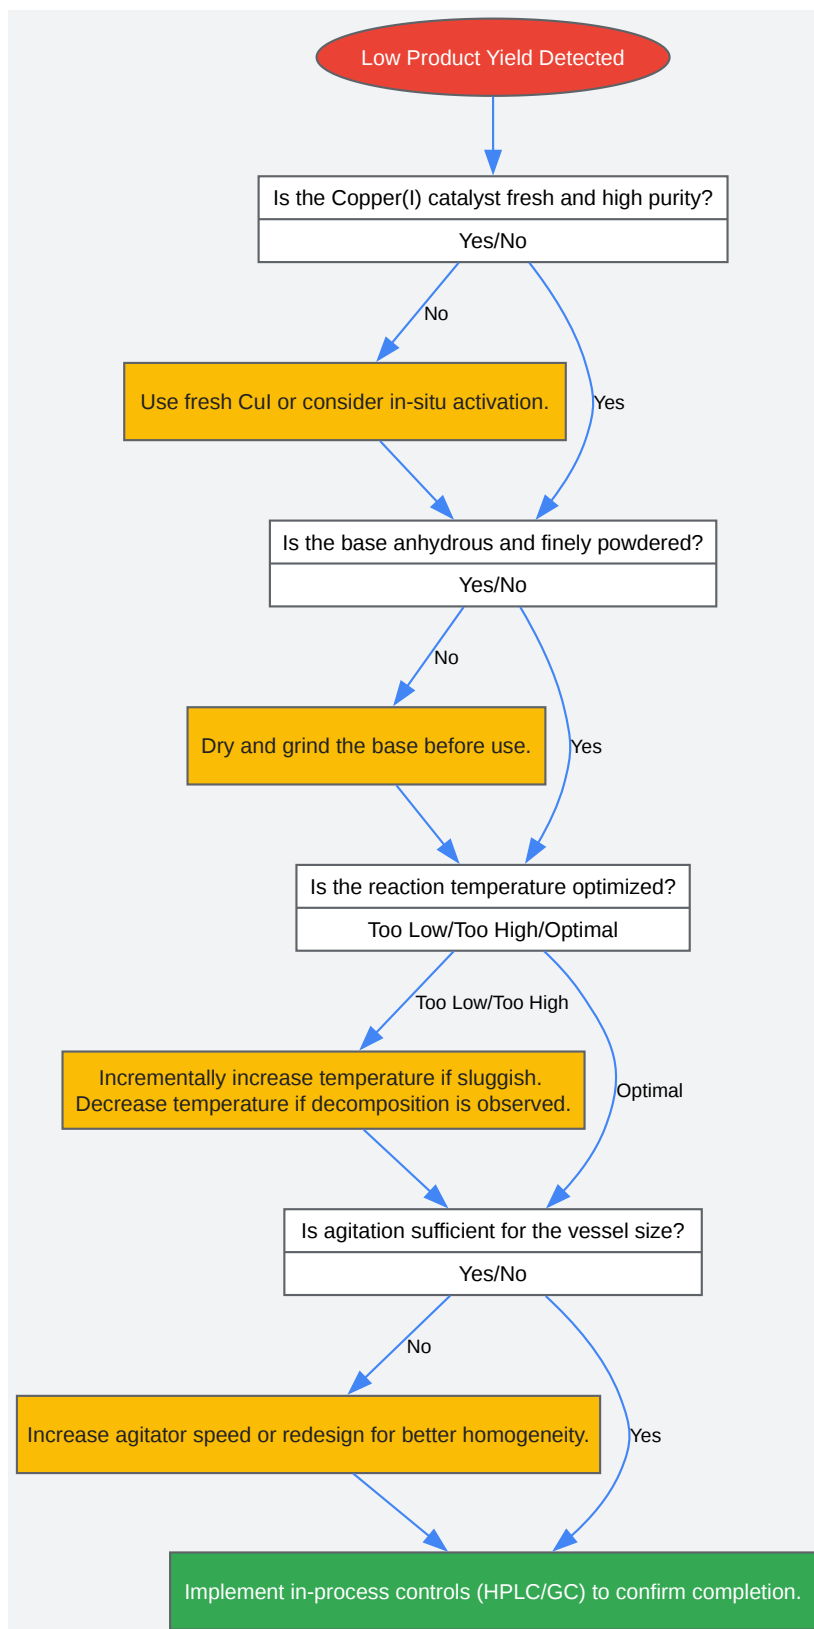 Low Product Yield Detected
Is the Copper(I) catalyst fresh and high purity?
Yes/No
No
Use fresh CuI or consider in-situ activation.
Yes
Is the base anhydrous and finely powdered?
Yes/No
No
Dry and grind the base before use.
Yes
Is the reaction temperature optimized?
Too Low/Too High/Optimal
Too Low/Too High
Incrementally increase temperature if sluggish.
Decrease temperature if decomposition is observed.
Optimal
Is agitation sufficient for the vessel size?
Yes/No
No
Increase agitator speed or redesign for better homogeneity.
Yes
Implement in-process controls (HPLC/GC) to confirm completion.